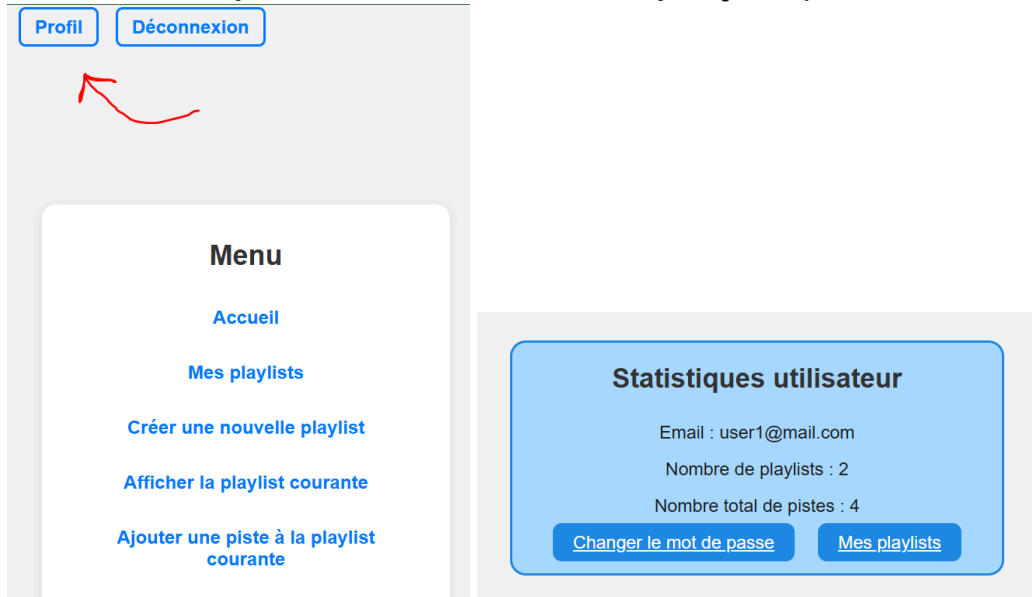 Profil
Déconnexion
Menu
Accueil
Mes playlists
Créer une nouvelle playlist
Afficher la playlist courante
Ajouter une piste à la playlist
courante
Statistiques utilisateur
Email : user1@mail.com
Nombre de playlists : 2
Nombre total de pistes : 4
Changer le mot de passe
Mes playlists